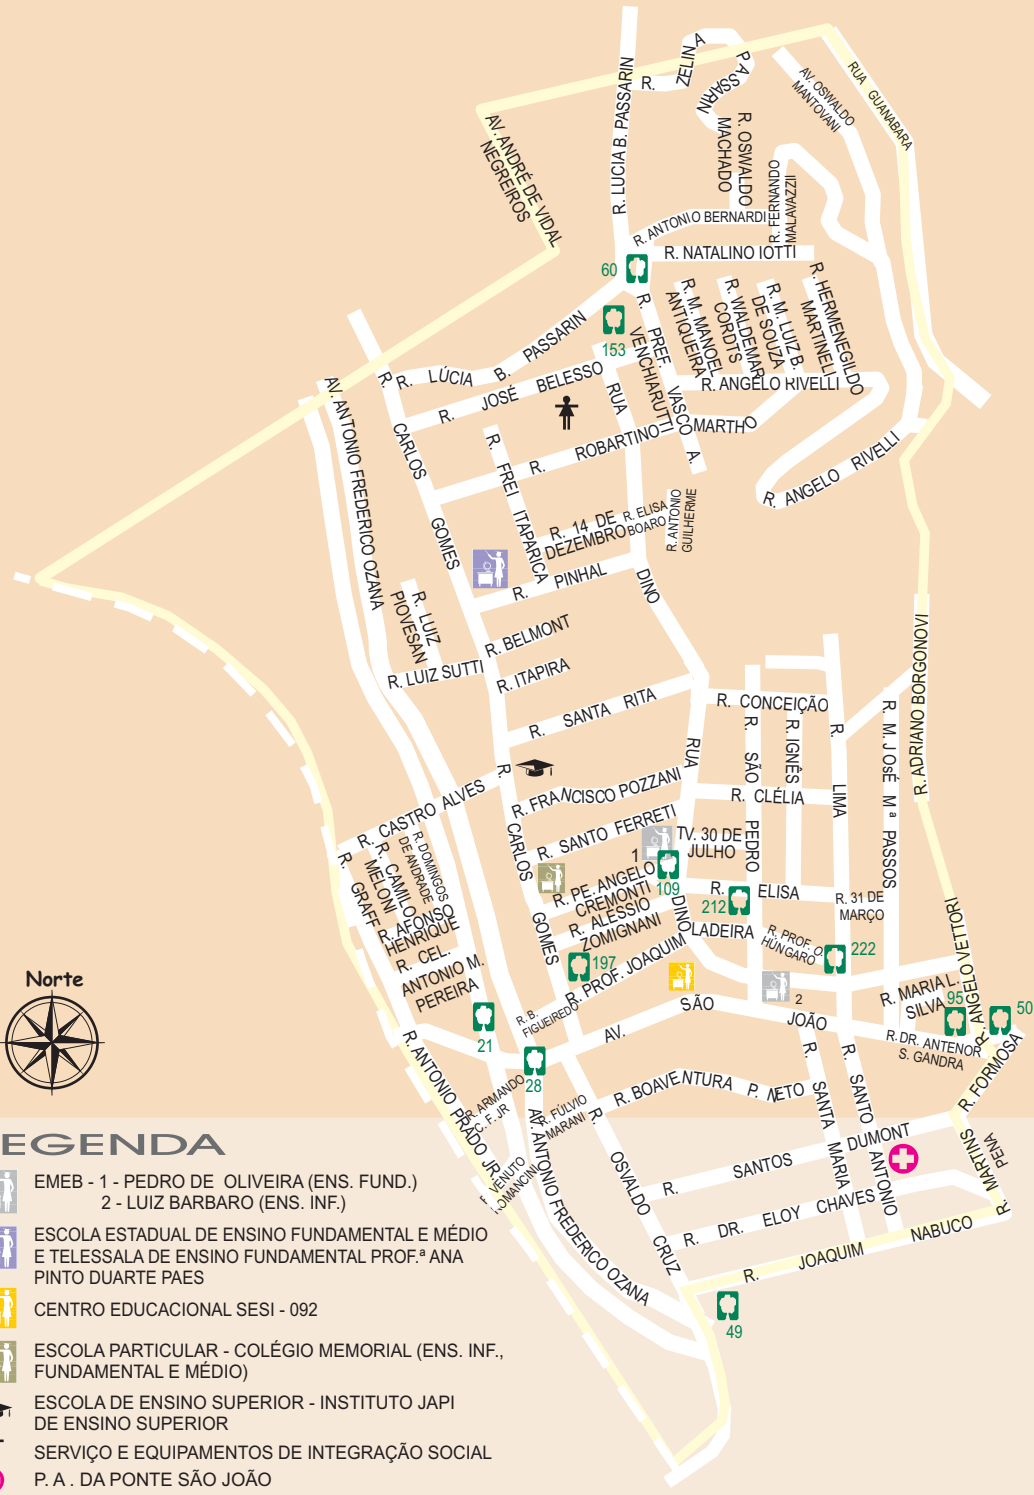 R. ZELINA PASSARIN
AV. OSWALDO
MANTOVANI
RUA GUANABARA
R. LUCIA B. PASSARIN
R. OSWALDO
MACHADO
AV. ANDRÉ DE VIDAL
NEGREIROS
R. FERNANDO
MALAVAZZII
R. ANTONIO BERNARDI
R. NATALINO IOTTI
60
R. HERMENEGILDO
MARTINELI
R. M. LUIZ B.
DE SOUZA
R. WALDEMAR
CORDTS
R. M. MANOEL
ANTIQUEIRA
R. PREF. VASCO A.
VENCHIARUTTI
153
R. LÚCIA B. PASSARIN
R. JOSÉ BELESSO
R. ANGELO RIVELLI
R. ROBARTINO MARTHO
R. ANGELO RIVELLI
AV. ANTONIO FREDERICO OZANA
R. CARLOS GOMES
R. FREI ITAPARICA
RUA DINO
R. 14 DE
DEZEMBRO
R. ELISA
BOARO
R. ANTONIO
GUILHERME
R. PINHAL
R. LUIZ
PIOVESAN
R. BELMONT
R. LUIZ SUTTI
R. ITAPIRA
R. SANTA RITA
R. CONCEIÇÃO
R. ADRIANO BORGONOVI
R. M. JOSÉ Mª PASSOS
R. IGNÊS
R. SÃO PEDRO
R. LIMA
RUA DINO
R. CLÉLIA
R. CASTRO ALVES
R. FRANCISCO POZZANI
R. SANTO FERRETI
TV. 30 DE
JULHO
1
109
R. CARLOS GOMES
R. GRAFF
R. CAMILO
MELONI
R. DOMINGOS
DE ANDRADE
R. AFONSO
HENRIQUE
R. CEL.
ANTONIO M.
PEREIRA
R. PE. ANGELO
CREMONTI
R. ALESSIO
ZOMIGNANI
R. PROF. JOAQUIM LADEIRA
R. ELISA
212
R. 31 DE
MARÇO
R. PROF. O.
HÚNGARO
222
197
R. ANGELO VETTORI
R. MARIA L.
SILVA
95
50
2
R. B.
FIGUEIREDO
AV. SÃO JOÃO
R. DR. ANTENOR
S. GANDRA
R. FORMOSA
21
28
R. ANTONIO PRADO JR.
R. ARMANDO
C. F. JR
R. FÚLVIO
MARANI
R. BOAVENTURA P. NETO
R. SANTA MARIA
R. SANTO ANTONIO
R. SANTOS DUMONT
R. MARTINS
PENA
AV. ANTONIO FREDERICO OZANA
R. OSVALDO CRUZ
R. DR. ELOY CHAVES
R. JOAQUIM NABUCO
49
Norte
EGENDA
EMEB - 1 - PEDRO DE OLIVEIRA (ENS. FUND.)
2 - LUIZ BARBARO (ENS. INF.)
ESCOLA ESTADUAL DE ENSINO FUNDAMENTAL E MÉDIO
E TELESSALA DE ENSINO FUNDAMENTAL PROF.ª ANA
PINTO DUARTE PAES
CENTRO EDUCACIONAL SESI - 092
ESCOLA PARTICULAR - COLÉGIO MEMORIAL (ENS. INF.,
FUNDAMENTAL E MÉDIO)
ESCOLA DE ENSINO SUPERIOR - INSTITUTO JAPI
DE ENSINO SUPERIOR
SERVIÇO E EQUIPAMENTOS DE INTEGRAÇÃO SOCIAL
P. A . DA PONTE SÃO JOÃO